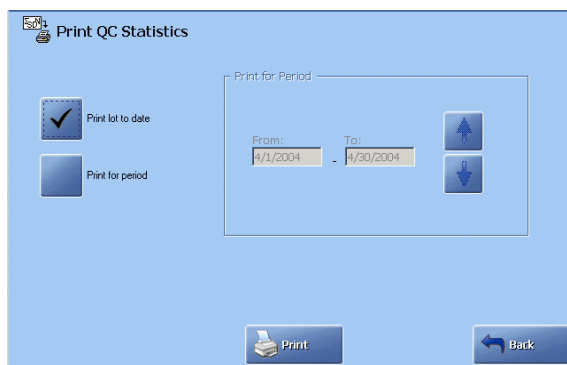 Print QC Statistics
Print for Period
Print lot to date
From: To:
4/1/2004 - 4/30/2004
Print for period
Print Back